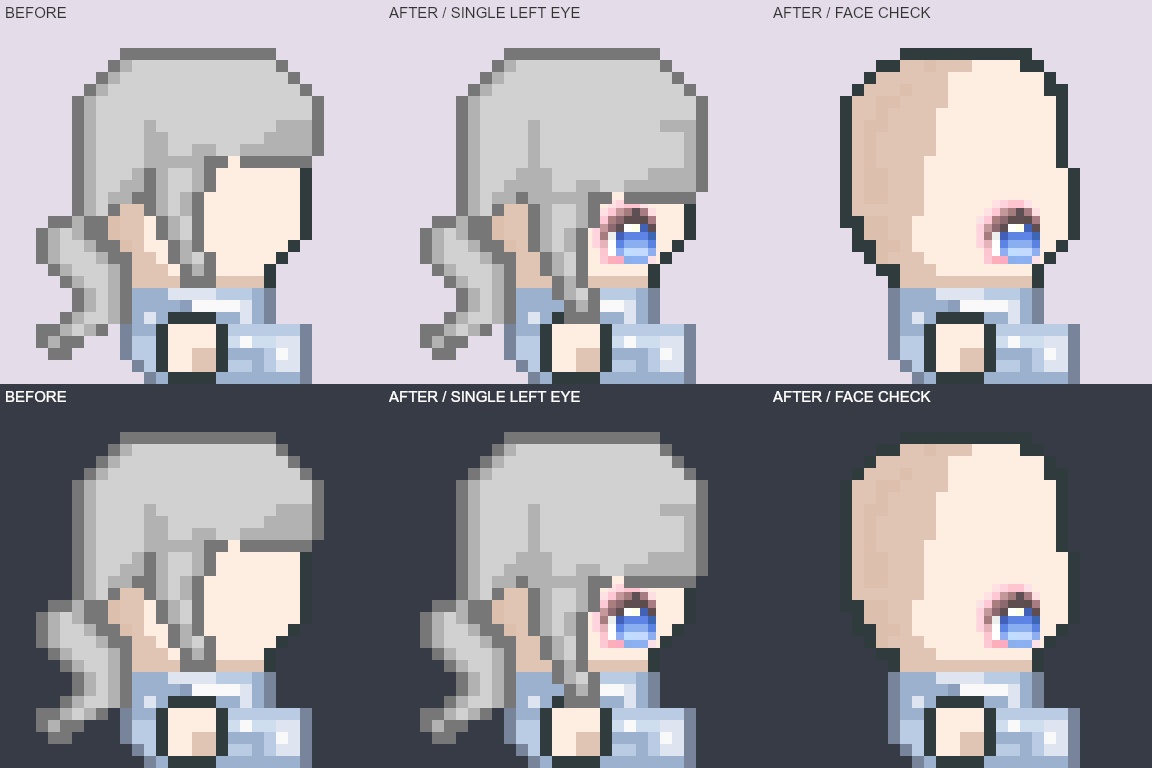 BEFORE
AFTER / SINGLE LEFT EYE
AFTER / FACE CHECK
BEFORE
AFTER / SINGLE LEFT EYE
AFTER / FACE CHECK